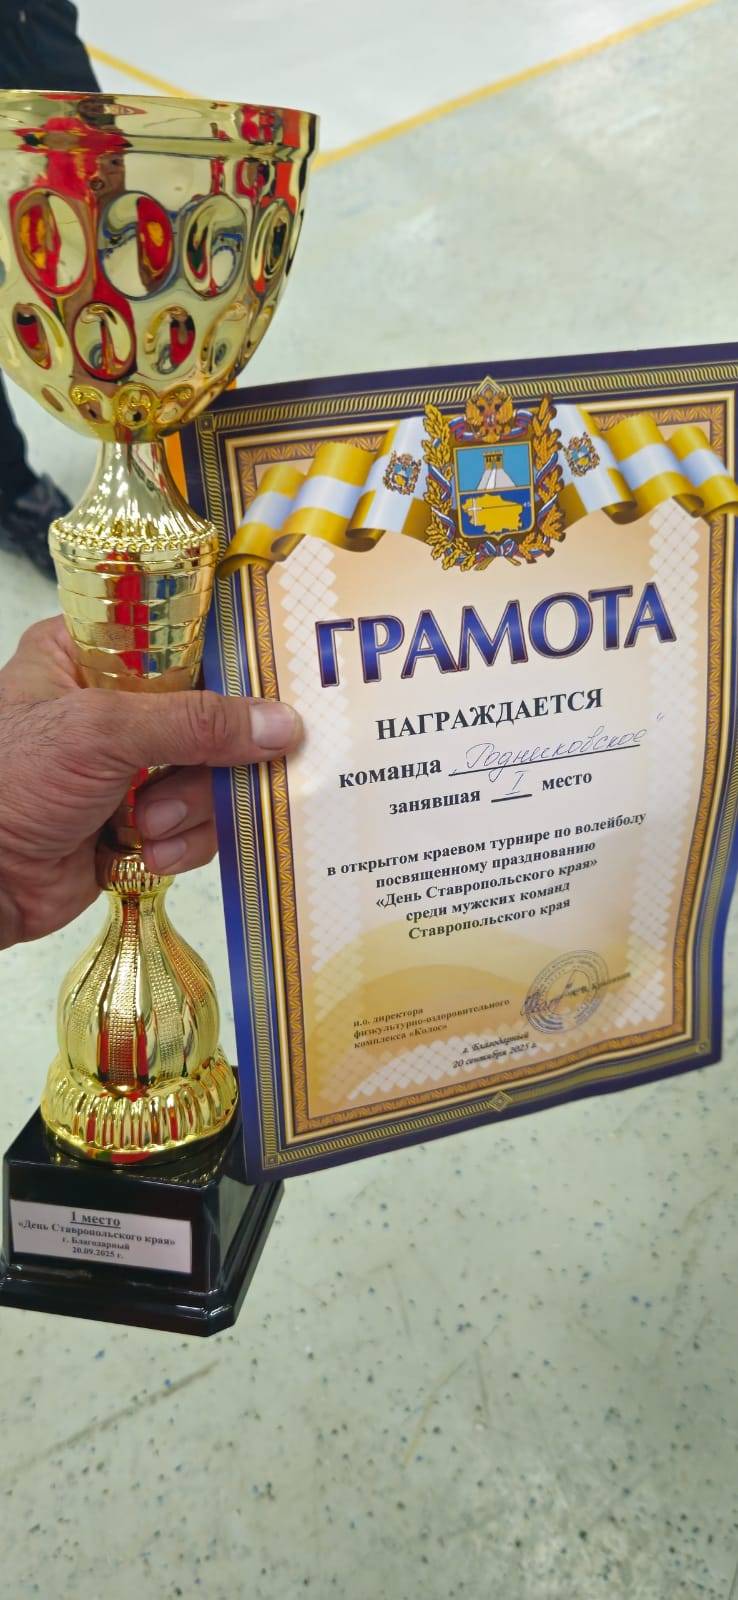 ГРАМОТА
НАГРАЖДАЕТСЯ
команда „Родниковское"
занявшая I место
в открытом краевом турнире по волейболу
посвященному празднованию
«День Ставропольского края»
среди мужских команд
Ставропольского края
и.о. директора
физкультурно-оздоровительного
комплекса «Колос»
г. Благодарный
20 сентября 2025 г.
1 место
«День Ставропольского края»
г. Благодарный
20.09.2025 г.